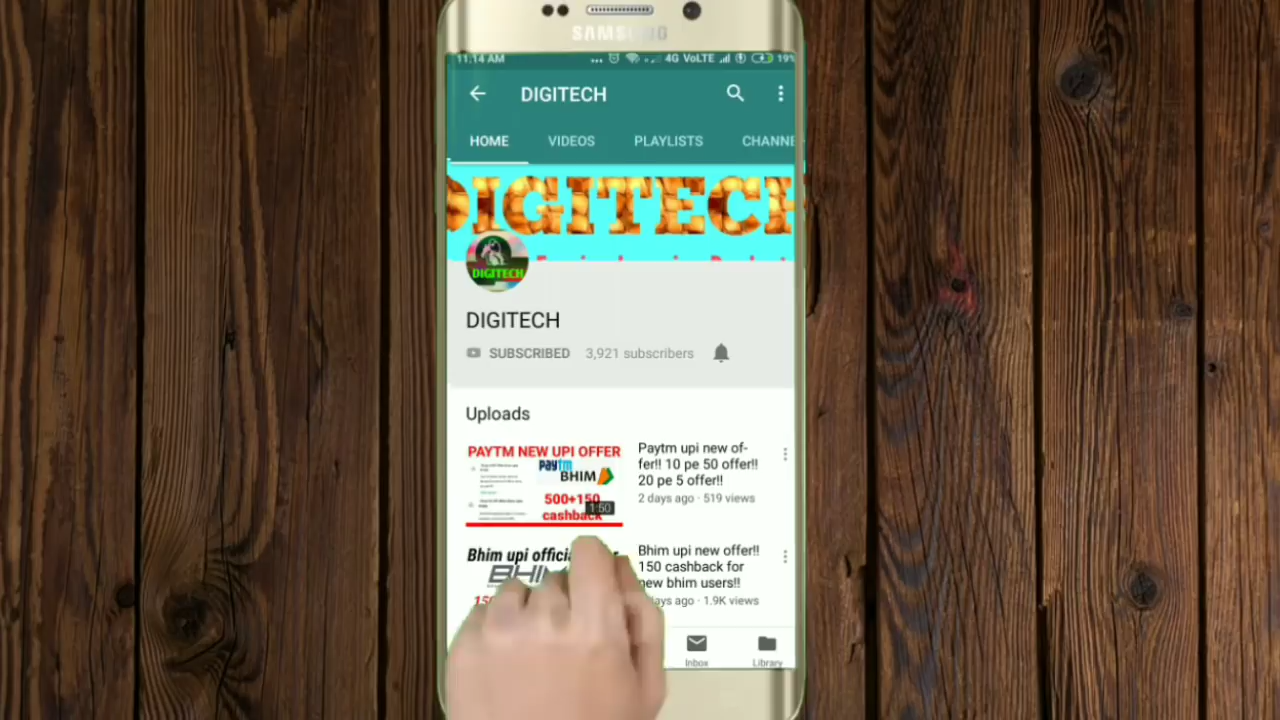 SAMSUNG
11:14 AM
4G VoLTE
19%
DIGITECH
HOME VIDEOS PLAYLISTS CHANNE
DIGITECH
DIGITECH
DIGITECH
SUBSCRIBED 3,921 subscribers
Uploads
PAYTM NEW UPI OFFER
Paytm
BHIM
500+150
cashback
1:50
Paytm upi new of-
fer!! 10 pe 50 offer!!
20 pe 5 offer!!
2 days ago · 519 views
Bhim upi
BHIM
Bhim upi new offer!!
150 cashback for
new bhim users!!
ago · 1.9K views
Inbox Library